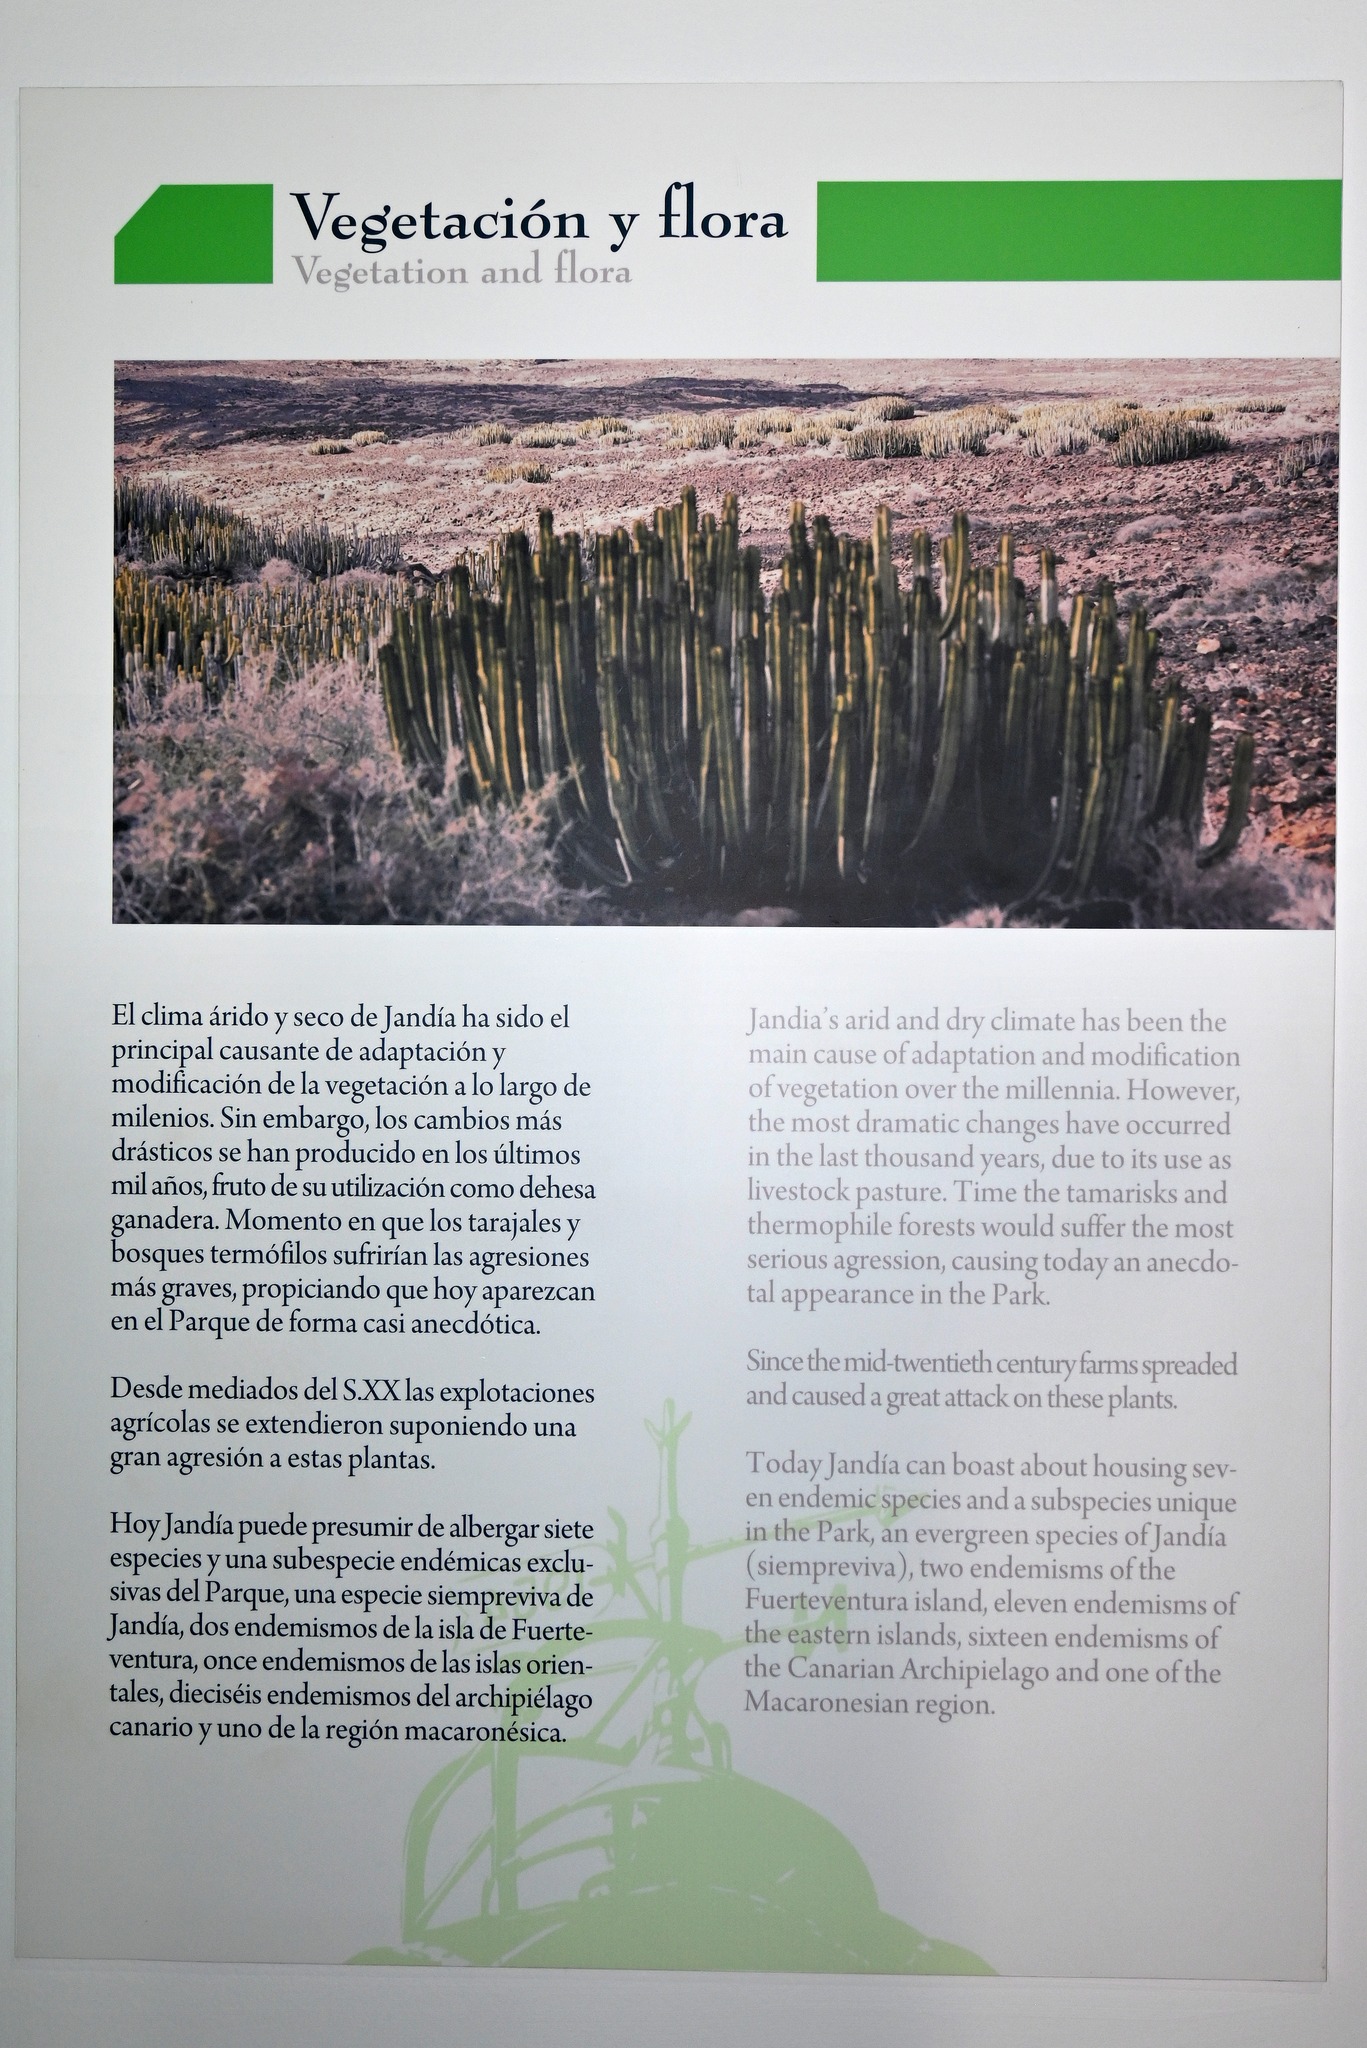 Vegetación y flora
Vegetation and flora
El clima árido y seco de Jandía ha sido el
principal causante de adaptación y
modificación de la vegetación a lo largo de
milenios. Sin embargo, los cambios más
drásticos se han producido en los últimos
mil años, fruto de su utilización como dehesa
ganadera. Momento en que los tarajales y
bosques termófilos sufrirían las agresiones
más graves, propiciando que hoy aparezcan
en el Parque de forma casi anecdótica.
Desde mediados del S.XX las explotaciones
agrícolas se extendieron suponiendo una
gran agresión a estas plantas.
Hoy Jandía puede presumir de albergar siete
especies y una subespecie endémicas exclu-
sivas del Parque, una especie siempreviva de
Jandía, dos endemismos de la isla de Fuerte-
ventura, once endemismos de las islas orien-
tales, dieciséis endemismos del archipiélago
canario y uno de la región macaronésica.
Jandia's arid and dry climate has been the
main cause of adaptation and modification
of vegetation over the millennia. However,
the most dramatic changes have occurred
in the last thousand years, due to its use as
livestock pasture. Time the tamarisks and
thermophile forests would suffer the most
serious agression, causing today an anecdo-
tal appearance in the Park.
Since the mid-twentieth century farms spreaded
and caused a great attack on these plants.
Today Jandía can boast about housing sev-
en endemic species and a subspecies unique
in the Park, an evergreen species of Jandía
(siempreviva), two endemisms of the
Fuerteventura island, eleven endemisms of
the eastern islands, sixteen endemisms of
the Canarian Archipielago and one of the
Macaronesian region.